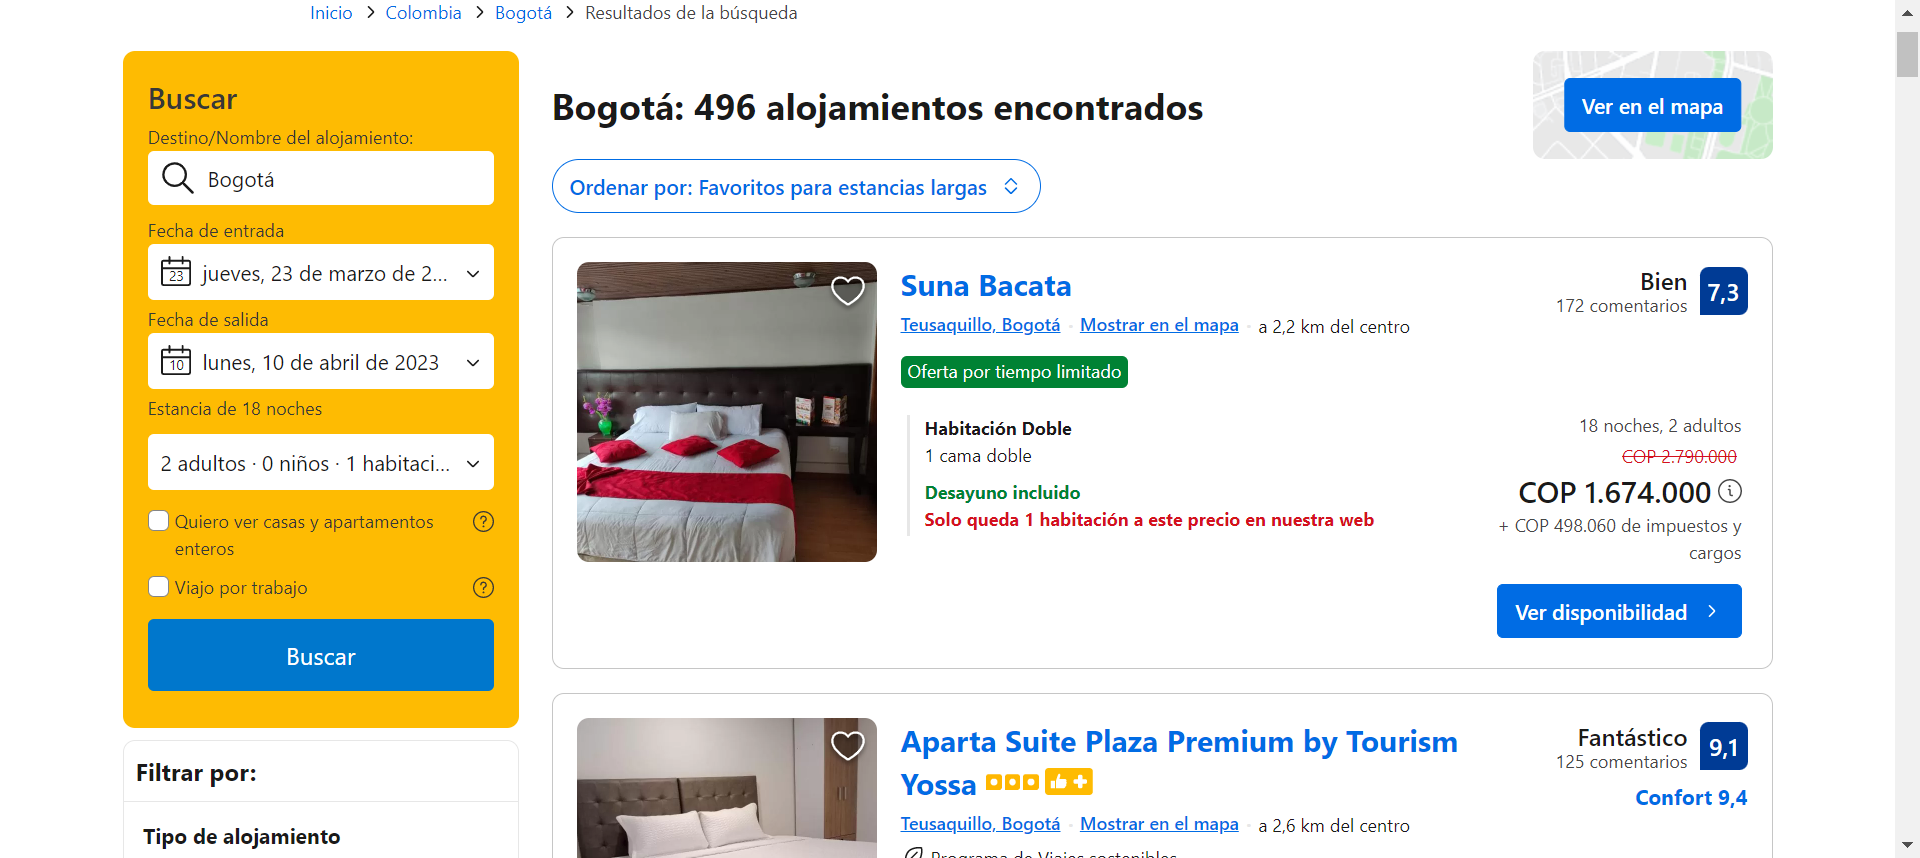 Inicio > Colombia > Bogotá > Resultados de la búsqueda
Buscar
Destino/Nombre del alojamiento:
Bogotá
Fecha de entrada
23
jueves, 23 de marzo de 2...
Fecha de salida
10
lunes, 10 de abril de 2023
Estancia de 18 noches
2 adultos · 0 niños · 1 habitaci...
Quiero ver casas y apartamentos
enteros
Viajo por trabajo
Buscar
Filtrar por:
Tipo de alojamiento
Bogotá: 496 alojamientos encontrados
Ver en el mapa
Ordenar por: Favoritos para estancias largas
Suna Bacata
Teusaquillo, Bogotá · Mostrar en el mapa · a 2,2 km del centro
Oferta por tiempo limitado
Bien
172 comentarios
7,3
Habitación Doble
1 cama doble
Desayuno incluido
Solo queda 1 habitación a este precio en nuestra web
18 noches, 2 adultos
COP 2.790.000
COP 1.674.000
+ COP 498.060 de impuestos y
cargos
Ver disponibilidad
Aparta Suite Plaza Premium by Tourism
Yossa
Teusaquillo, Bogotá · Mostrar en el mapa · a 2,6 km del centro
Programa de Viajes sostenibles
Fantástico
125 comentarios
9,1
Confort 9,4